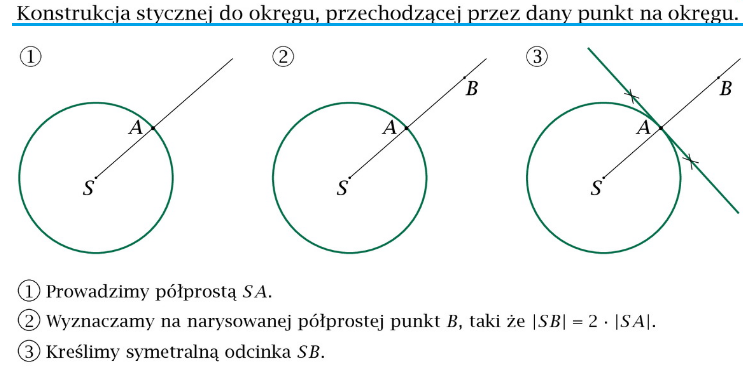 Konstrukcja stycznej do okręgu, przechodzącej przez dany punkt na okręgu.
① ② ③
A S
A B S
A B S
① Prowadzimy półprostą SA.
② Wyznaczamy na narysowanej półprostej punkt B, taki że |SB| = 2 · |SA|.
③ Kreślimy symetralną odcinka SB.